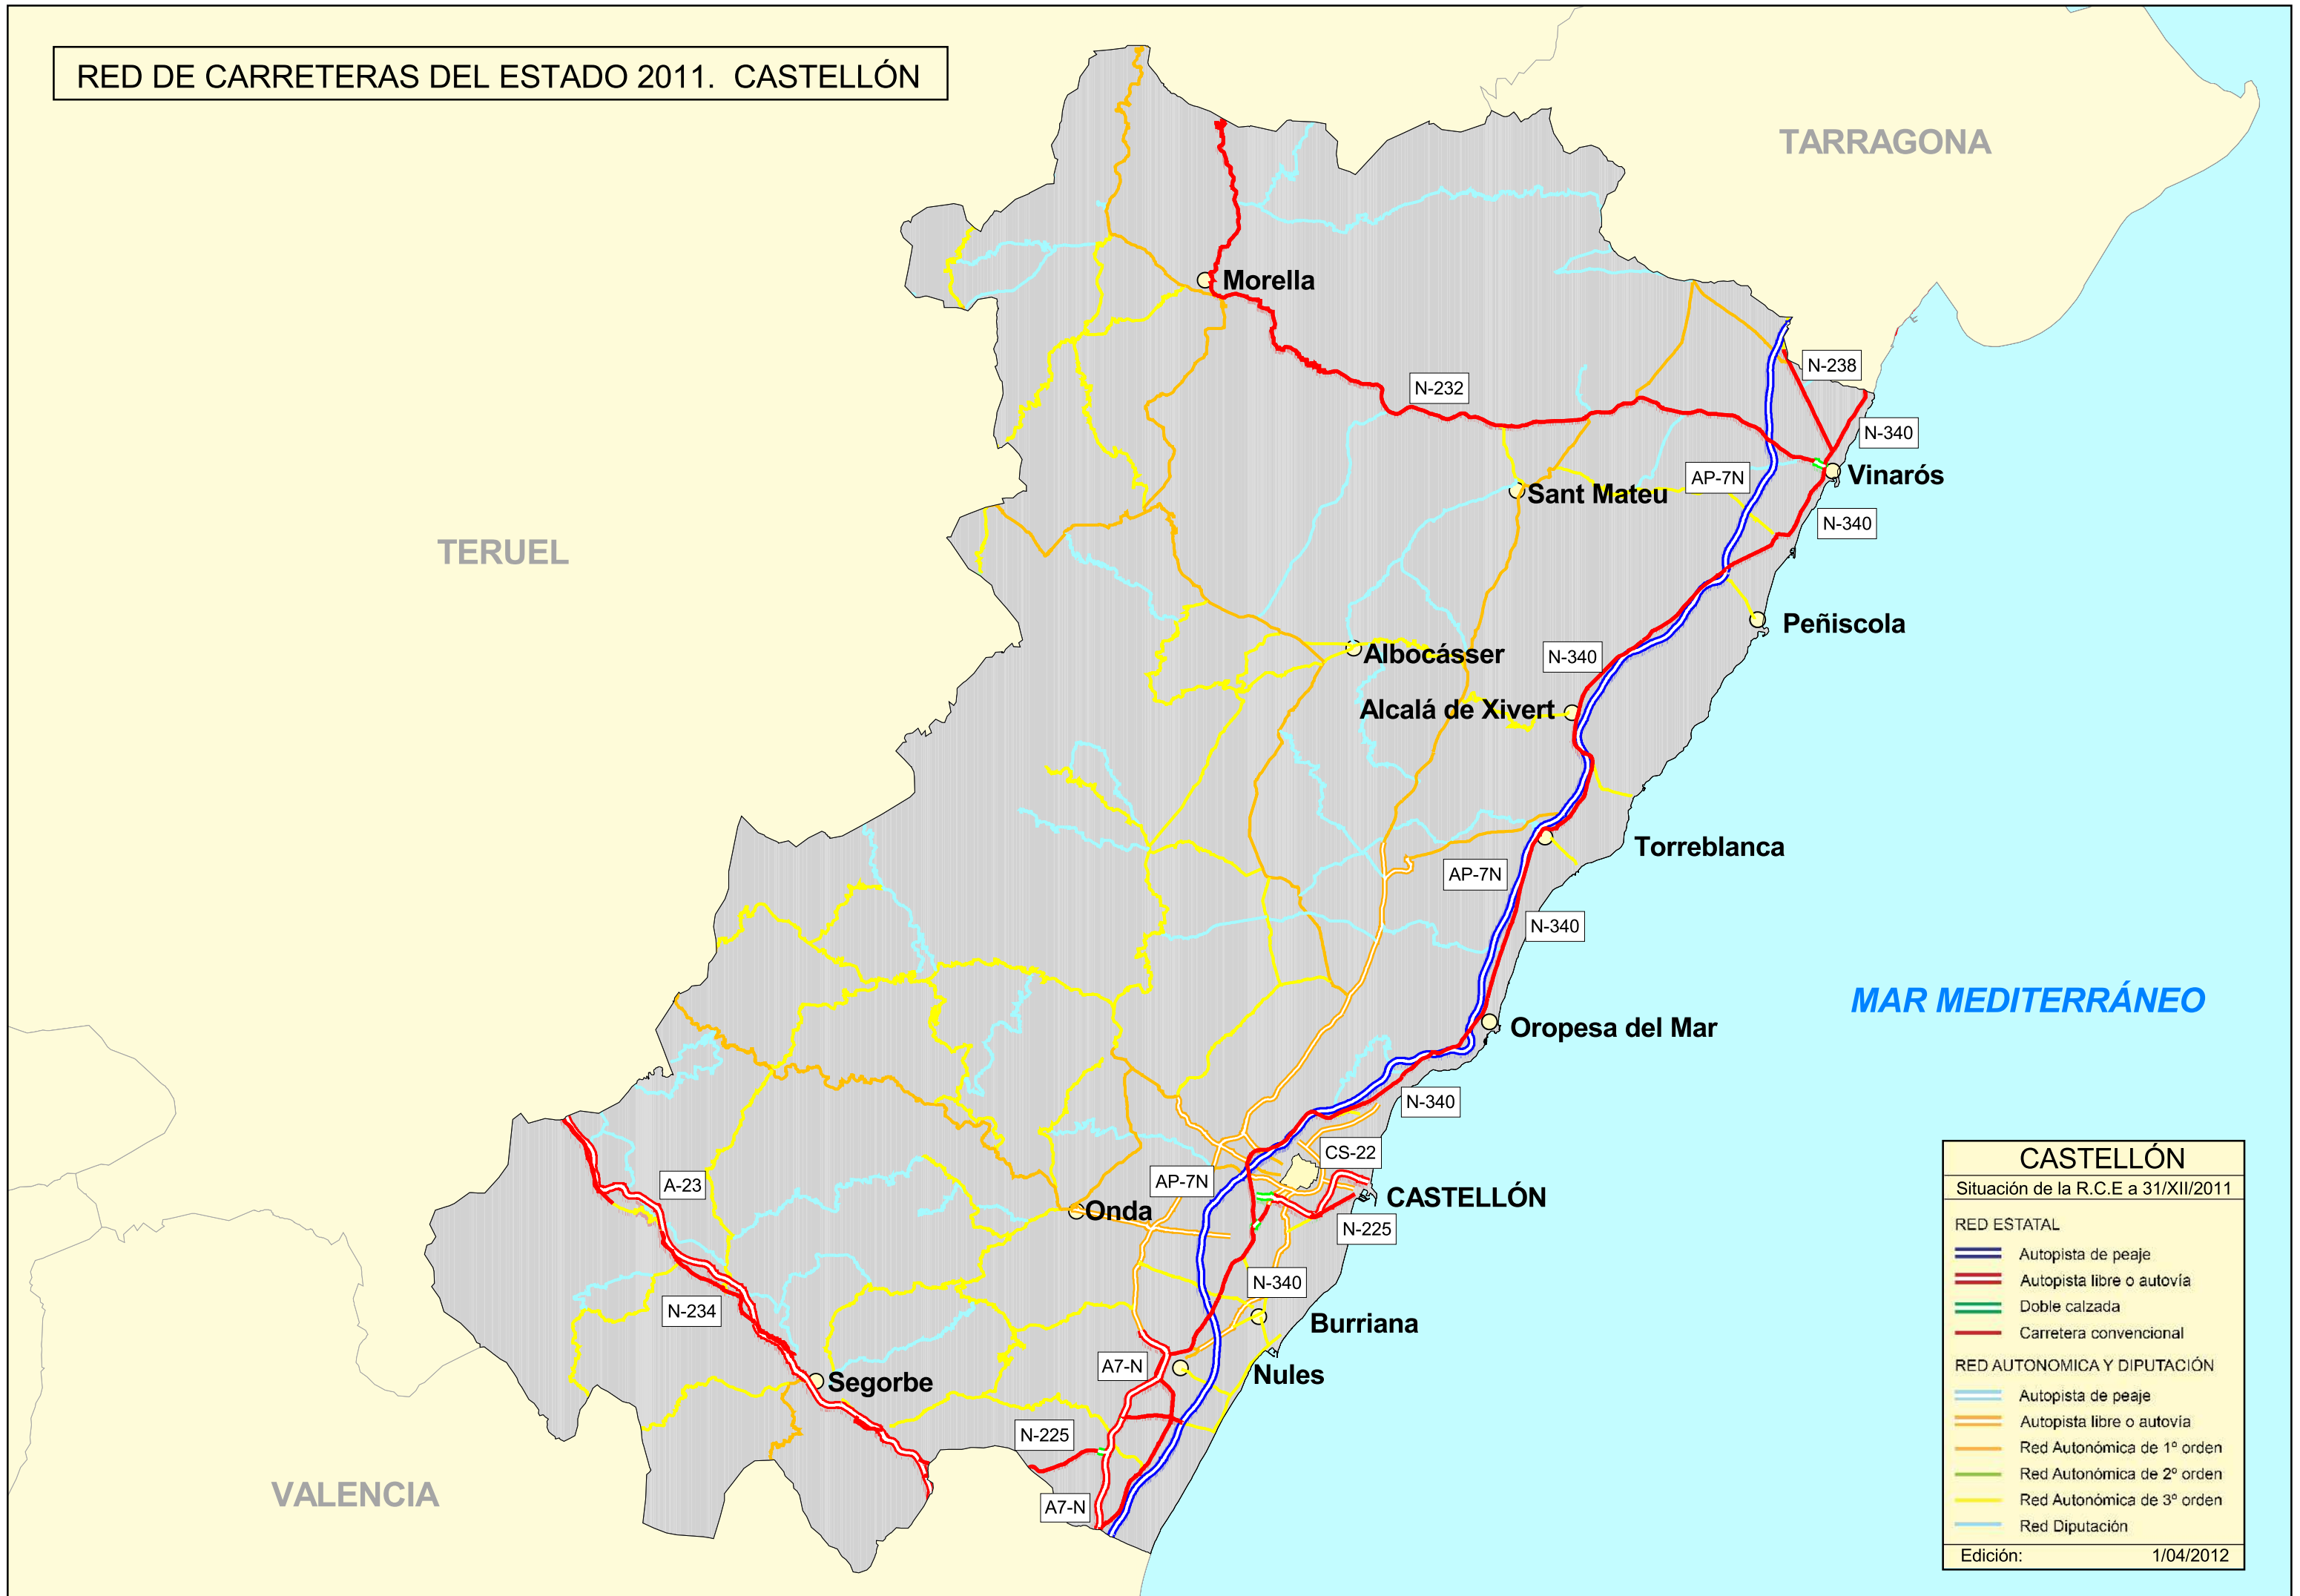 RED DE CARRETERAS DEL ESTADO 2011. CASTELLÓN
TARRAGONA
Morella
N-238
N-232
N-340
AP-7N
Vinarós
Sant Mateu
N-340
TERUEL
Peñiscola
Albocásser
N-340
Alcalá de Xivert
Torreblanca
AP-7N
N-340
MAR MEDITERRÁNEO
Oropesa del Mar
N-340
CS-22
A-23
AP-7N
CASTELLÓN
Onda
N-225
N-340
N-234
Burriana
A7-N
Nules
Segorbe
N-225
VALENCIA
A7-N
CASTELLÓN
Situación de la R.C.E a 31/XII/2011
RED ESTATAL
Autopista de peaje
Autopista libre o autovía
Doble calzada
Carretera convencional
RED AUTONOMICA Y DIPUTACIÓN
Autopista de peaje
Autopista libre o autovía
Red Autonómica de 1º orden
Red Autonómica de 2º orden
Red Autonómica de 3º orden
Red Diputación
Edición: 1/04/2012